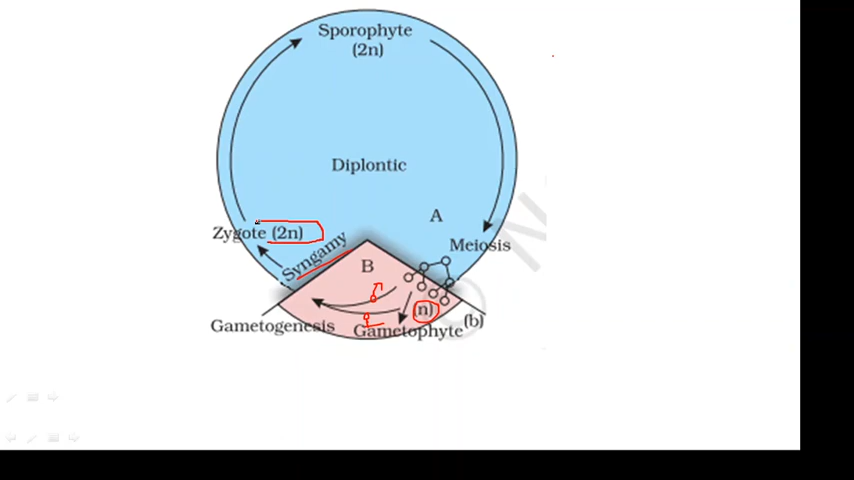 Sporophyte
(2n)
Diplontic
A
Zygote (2n)
Syngamy
Meiosis
B
(n)
Gametogenesis
Gametophyte
(b)